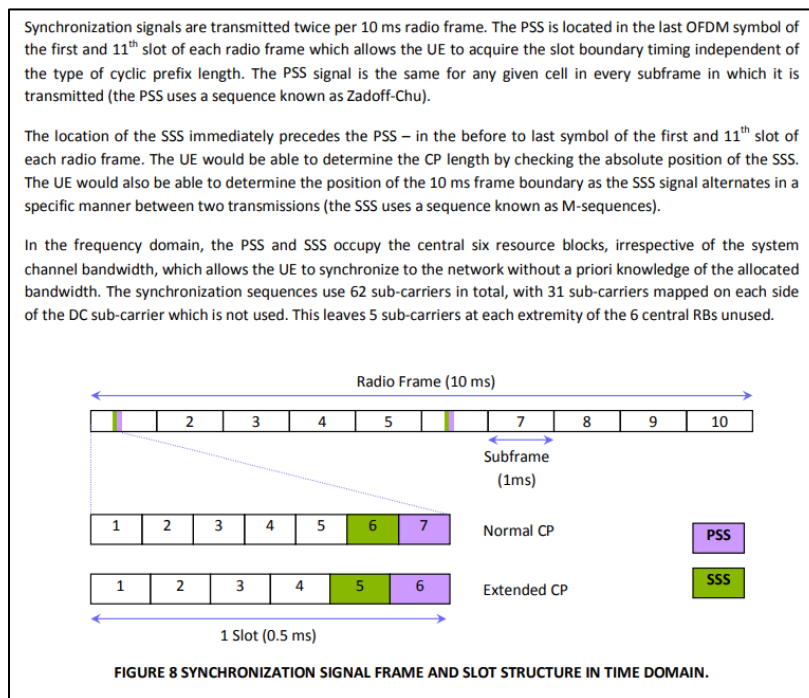 Synchronization signals are transmitted twice per 10 ms radio frame. The PSS is located in the last OFDM symbol of
the first and 11th slot of each radio frame which allows the UE to acquire the slot boundary timing independent of
the type of cyclic prefix length. The PSS signal is the same for any given cell in every subframe in which it is
transmitted (the PSS uses a sequence known as Zadoff-Chu).
The location of the SSS immediately precedes the PSS – in the before to last symbol of the first and 11th slot of
each radio frame. The UE would be able to determine the CP length by checking the absolute position of the SSS.
The UE would also be able to determine the position of the 10 ms frame boundary as the SSS signal alternates in a
specific manner between two transmissions (the SSS uses a sequence known as M-sequences).
In the frequency domain, the PSS and SSS occupy the central six resource blocks, irrespective of the system
channel bandwidth, which allows the UE to synchronize to the network without a priori knowledge of the allocated
bandwidth. The synchronization sequences use 62 sub-carriers in total, with 31 sub-carriers mapped on each side
of the DC sub-carrier which is not used. This leaves 5 sub-carriers at each extremity of the 6 central RBs unused.
Radio Frame (10 ms)
2 3 4 5 7 8 9 10
Subframe
(1ms)
1 2 3 4 5 6 7 Normal CP PSS
1 2 3 4 5 6 Extended CP SSS
1 Slot (0.5 ms)
FIGURE 8 SYNCHRONIZATION SIGNAL FRAME AND SLOT STRUCTURE IN TIME DOMAIN.